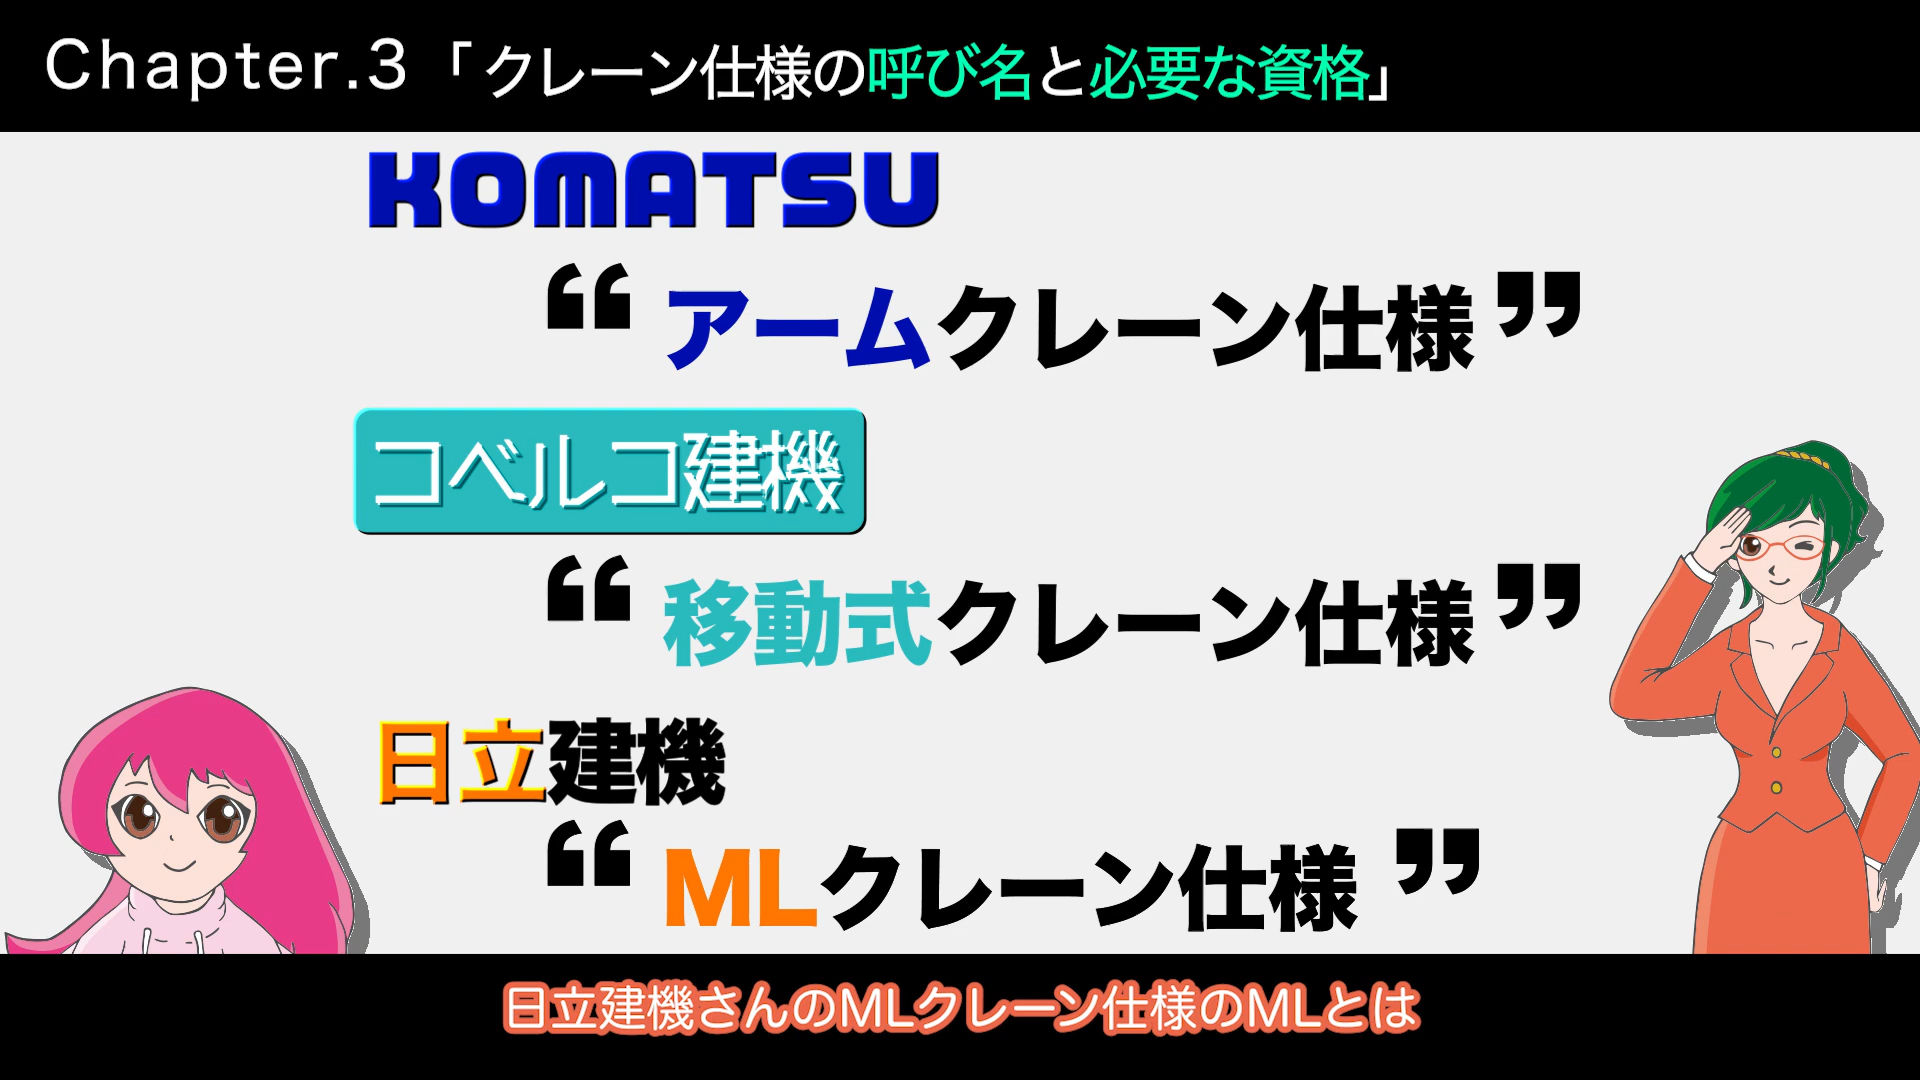 Chapter.3「クレーン仕様の呼び名と必要な資格」
KOMATSU
“アームクレーン仕様”
コベルコ建機
“移動式クレーン仕様”
日立建機
“MLクレーン仕様”
日立建機さんのMLクレーン仕様のMLとは